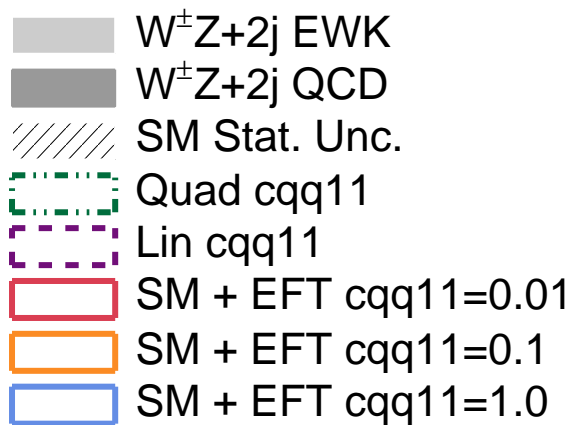 W±Z+2j EWK
W±Z+2j QCD
SM Stat. Unc.
Quad cqq11
Lin cqq11
SM + EFT cqq11=0.01
SM + EFT cqq11=0.1
SM + EFT cqq11=1.0